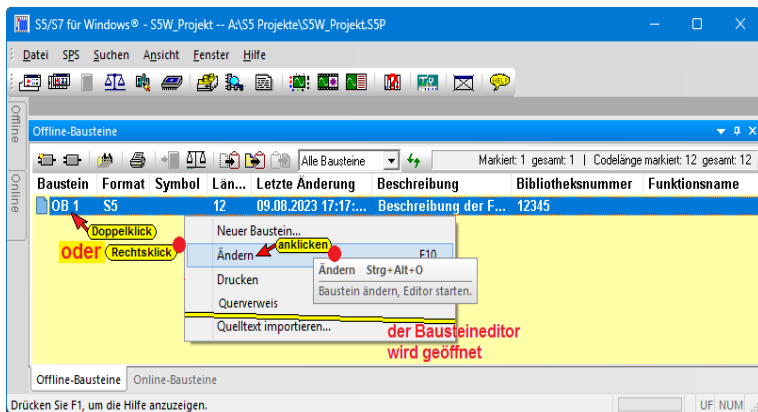 S5/S7 für Windows® - S5W_Projekt -- A:\S5 Projekte\S5W_Projekt.S5P
Datei SPS Suchen Ansicht Fenster Hilfe
Offline
Online
Offline-Bausteine
Alle Bausteine
Markiert: 1 gesamt: 1 | Codelänge markiert: 12 gesamt: 12
Baustein Format Symbol Län... Letzte Änderung Beschreibung Bibliotheksnummer Funktionsname
OB 1 S5 12 09.08.2023 17:17:... Beschreibung der F... 12345
Doppelklick)
oder (Rechtsklick)
Neuer Baustein...
Ändern F10
anklicken)
Ändern Strg+Alt+O
Baustein ändern, Editor starten.
Drucken
Querverweis
Quelltext importieren...
der Bausteineditor
wird geöffnet
Offline-Bausteine Online-Bausteine
Drücken Sie F1, um die Hilfe anzuzeigen.
UF NUM